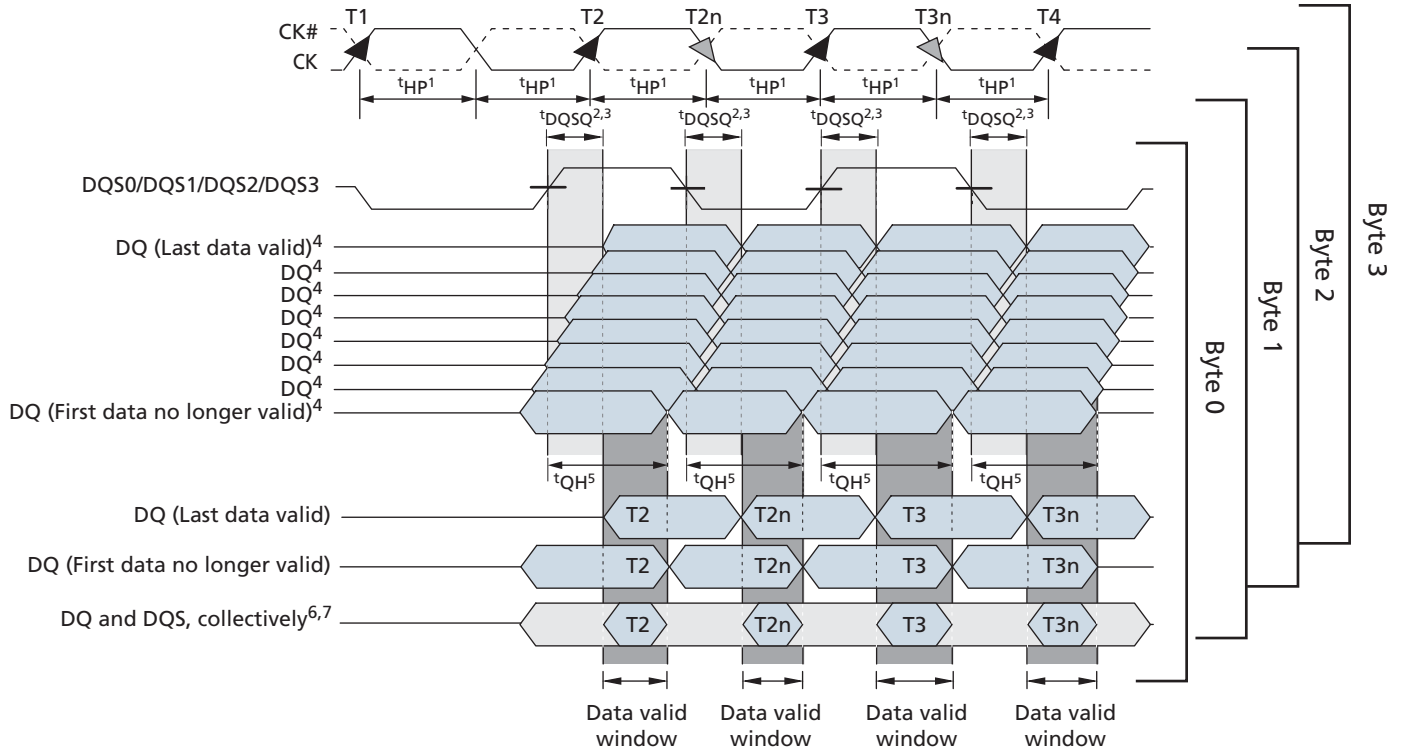 T1 T2 T2n T3 T3n T4
CK#
CK
tHP1 tHP1 tHP1 tHP1 tHP1 tHP1
tDQSQ2,3 tDQSQ2,3 tDQSQ2,3 tDQSQ2,3
DQS0/DQS1/DQS2/DQS3
DQ (Last data valid)4
DQ4
DQ4
DQ4
DQ4
DQ4
DQ4
DQ (First data no longer valid)4
tQH5 tQH5 tQH5 tQH5
DQ (Last data valid) T2 T2n T3 T3n
DQ (First data no longer valid) T2 T2n T3 T3n
DQ and DQS, collectively6,7 T2 T2n T3 T3n
Data valid window
Data valid window
Data valid window
Data valid window
Byte 0
Byte 1
Byte 2
Byte 3